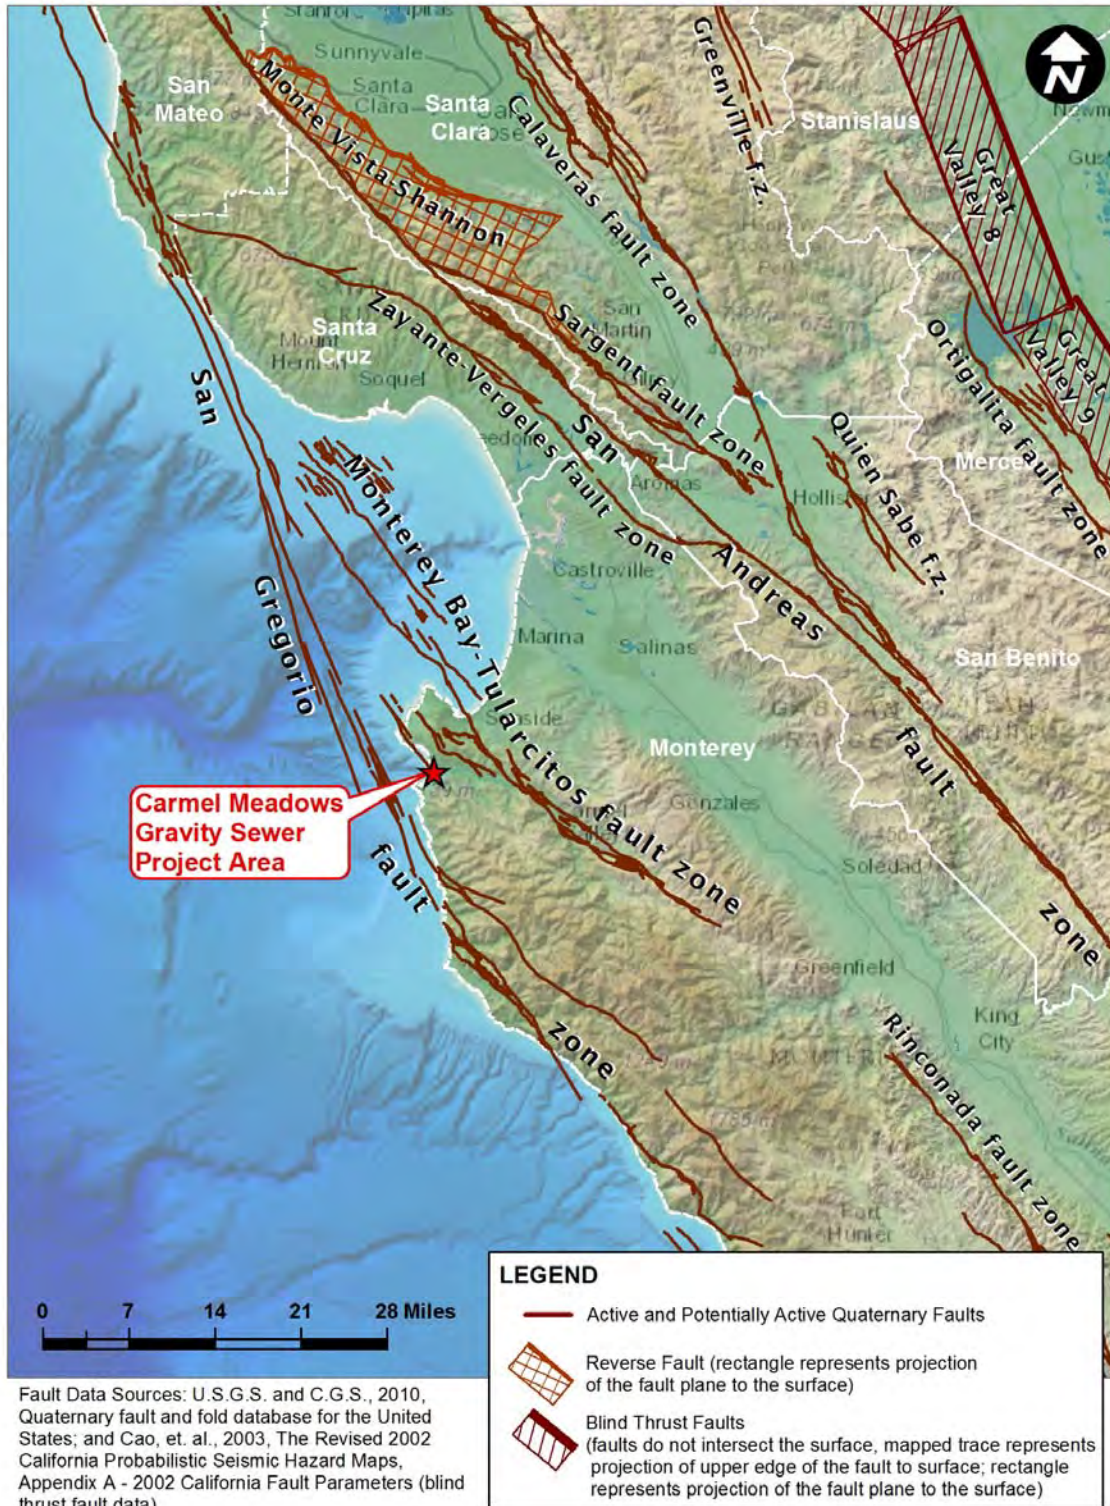 Sunnyvale
San
Mateo
Santa
Clara
Santa
Clara
Monte Vista-Shannon
Calaveras fault zone
Greenville f.z.
Stanislaus
N
Great
Valley 8
Great
Valley 9
Ortigalita fault zone
Quien Sabe f.z.
Sargent fault zone
San
Martin
Zayante-Vergeles fault zone
Santa
Cruz
Mount
Hermon
Soquel
San
Andreas
fault
zone
Aromas
Hollister
Castroville
Marina
Salinas
San Benito
San
Gregorio
fault
zone
Monterey Bay-Tularcitos fault zone
Monterey
Gonzales
Soledad
Greenfield
King
City
Rinconada fault zone
Hunter
Carmel Meadows
Gravity Sewer
Project Area
0 7 14 21 28 Miles
LEGEND
Active and Potentially Active Quaternary Faults
Reverse Fault (rectangle represents projection
of the fault plane to the surface)
Blind Thrust Faults
(faults do not intersect the surface, mapped trace represents
projection of upper edge of the fault to surface; rectangle
represents projection of the fault plane to the surface)
Fault Data Sources: U.S.G.S. and C.G.S., 2010,
Quaternary fault and fold database for the United
States; and Cao, et. al., 2003, The Revised 2002
California Probabilistic Seismic Hazard Maps,
Appendix A - 2002 California Fault Parameters (blind
thrust fault data)